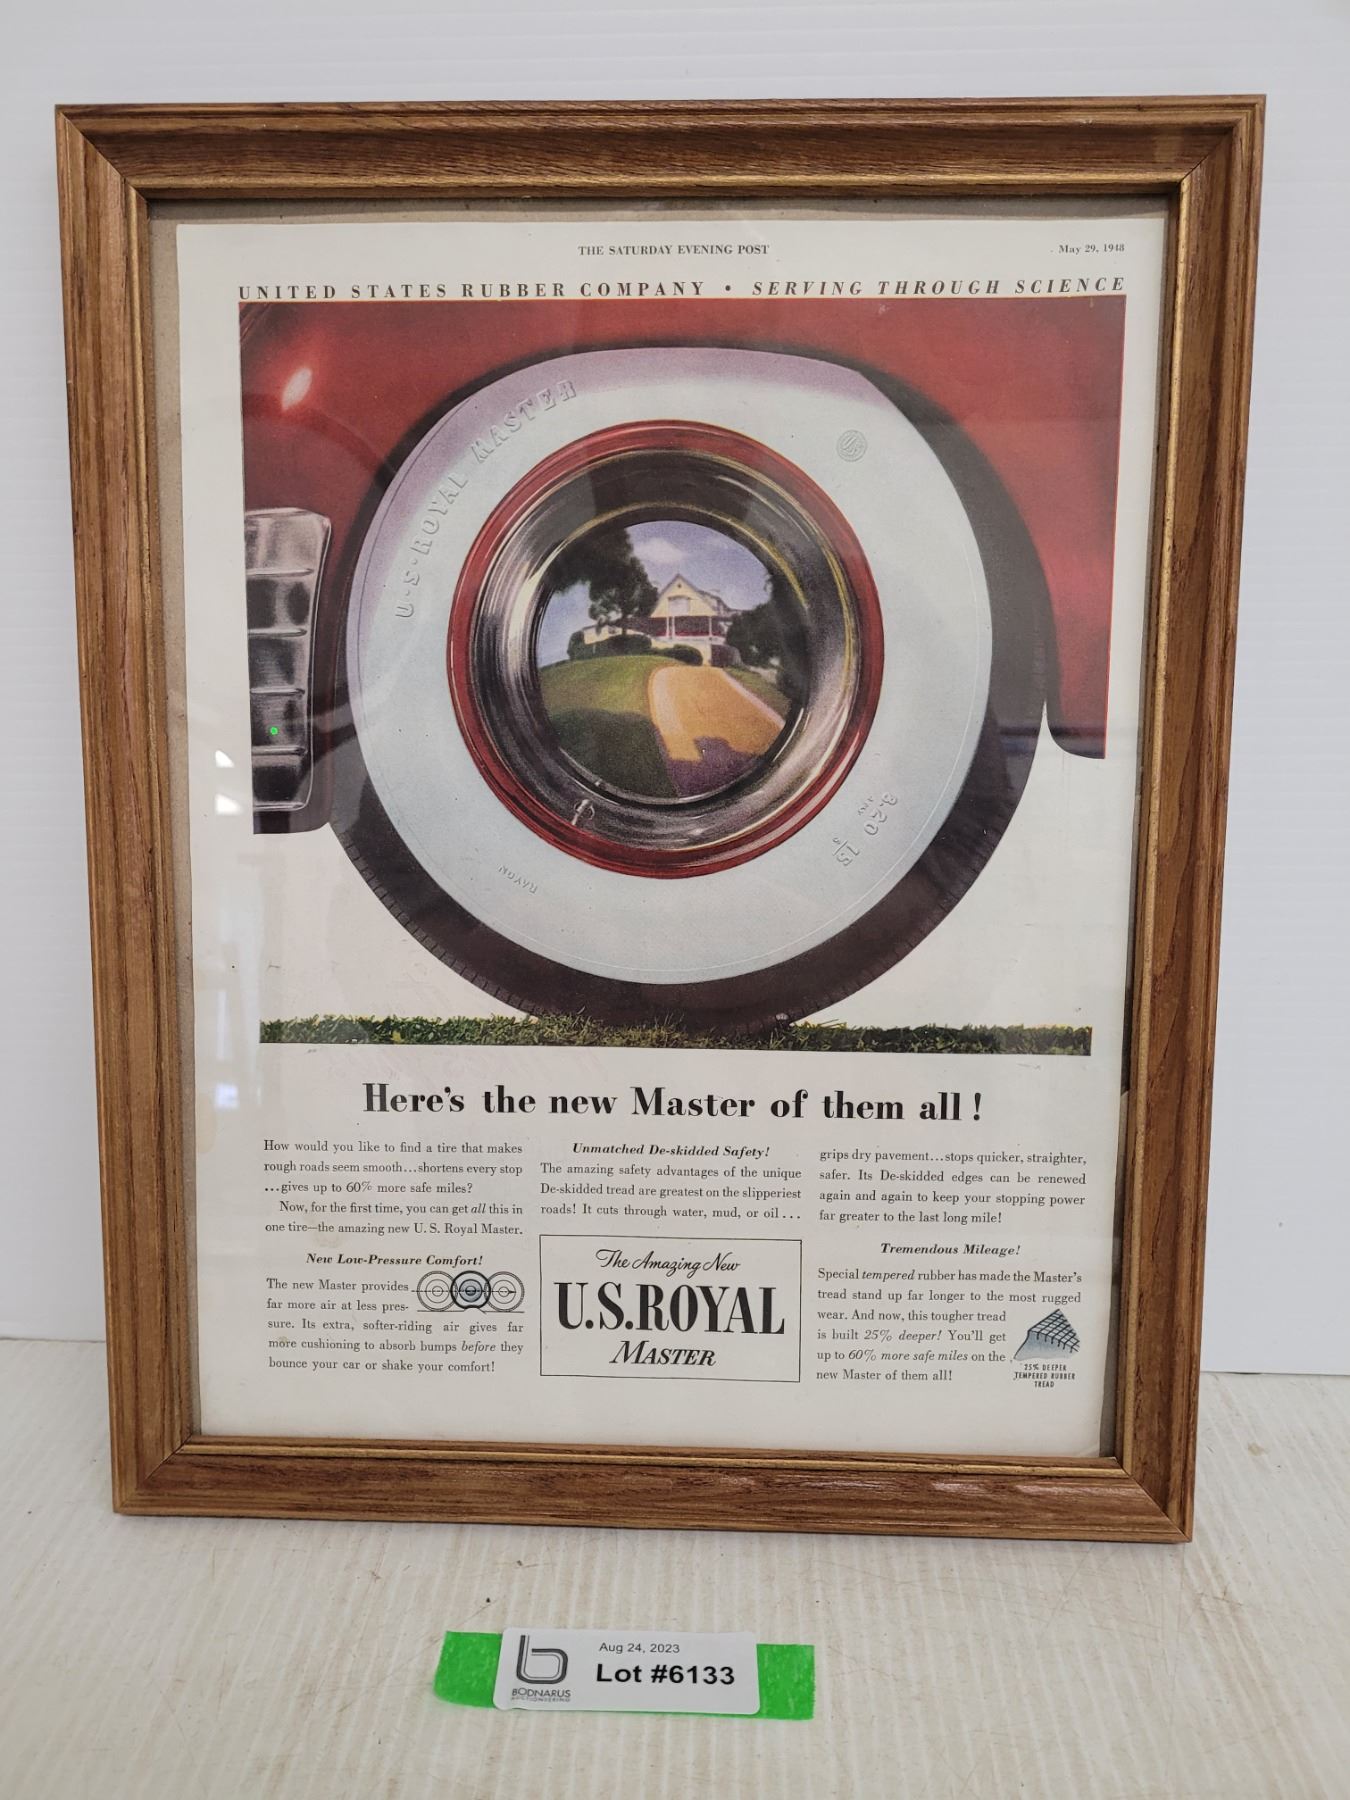 THE SATURDAY EVENING POST
May 29, 1948
UNITED STATES RUBBER COMPANY • SERVING THROUGH SCIENCE
U.S. ROYAL MASTER
US
8-20 15
RAYON
Here's the new Master of them all!
How would you like to find a tire that makes
rough roads seem smooth...shortens every stop
...gives up to 60% more safe miles?
Now, for the first time, you can get all this in
one tire—the amazing new U. S. Royal Master.
New Low-Pressure Comfort!
The new Master provides
far more air at less pres-
sure. Its extra, softer-riding air gives far
more cushioning to absorb bumps before they
bounce your car or shake your comfort!
Unmatched De-skidded Safety!
The amazing safety advantages of the unique
De-skidded tread are greatest on the slipperiest
roads! It cuts through water, mud, or oil...
The Amazing New
U.S.ROYAL
MASTER
grips dry pavement...stops quicker, straighter,
safer. Its De-skidded edges can be renewed
again and again to keep your stopping power
far greater to the last long mile!
Tremendous Mileage!
Special tempered rubber has made the Master's
tread stand up far longer to the most rugged
wear. And now, this tougher tread
is built 25% deeper! You'll get
up to 60% more safe miles on the
new Master of them all!
25% DEEPER
TEMPERED RUBBER
TREAD
b
BODNARUS
AUCTIONEERING
Aug 24, 2023
Lot #6133